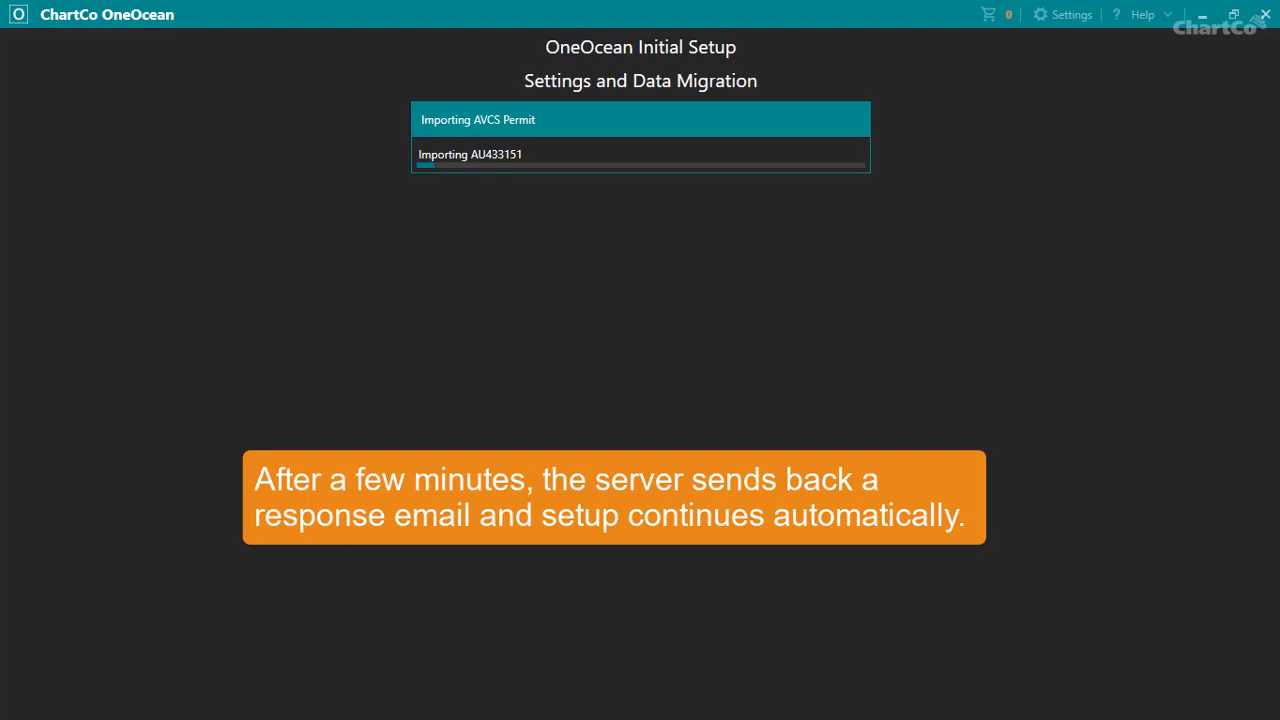 O ChartCo OneOcean
0 Settings ? Help
ChartCo
OneOcean Initial Setup
Settings and Data Migration
Importing AVCS Permit
Importing AU433151
After a few minutes, the server sends back a
response email and setup continues automatically.